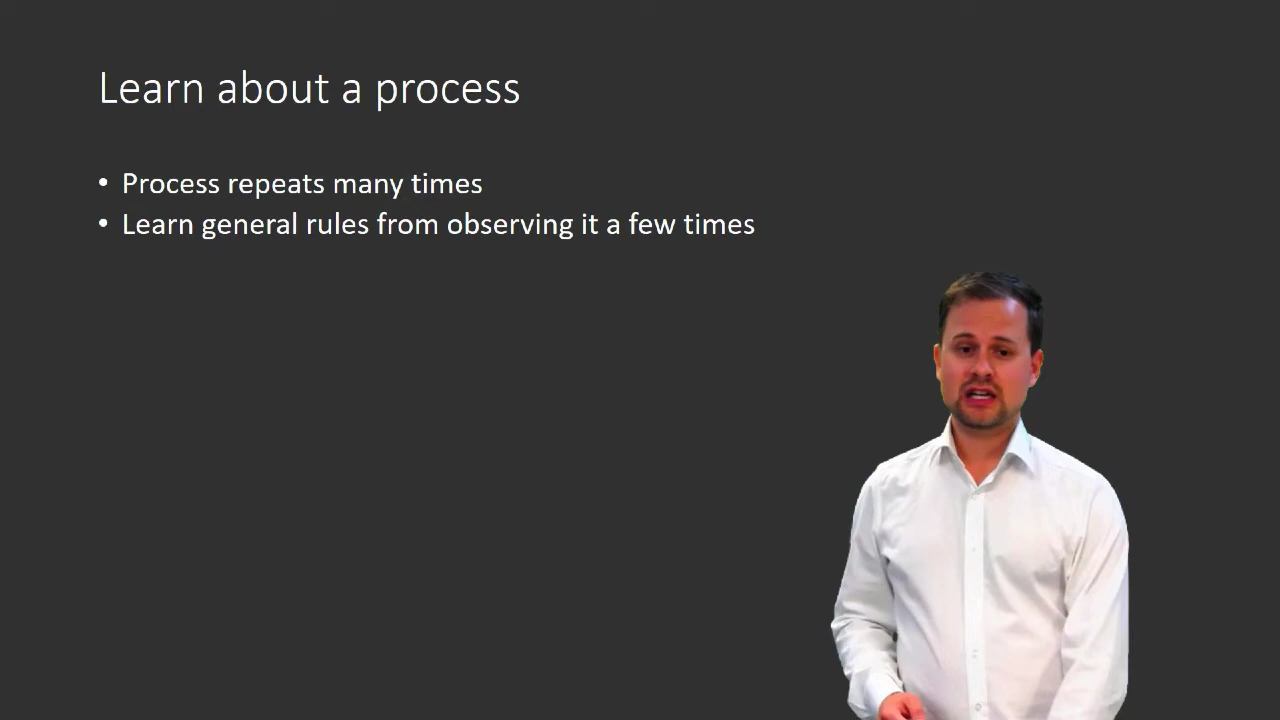 Learn about a process
• Process repeats many times
• Learn general rules from observing it a few times